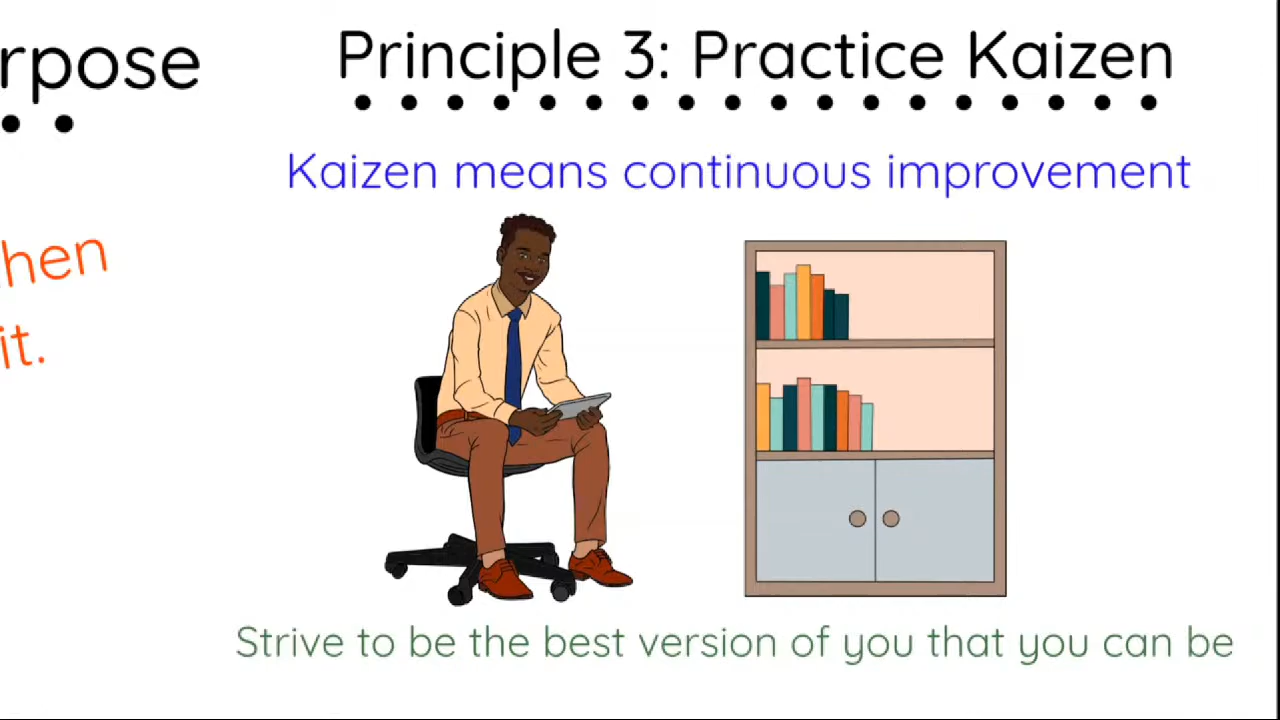 rpose
Principle 3: Practice Kaizen
Kaizen means continuous improvement
hen
it.
Strive to be the best version of you that you can be